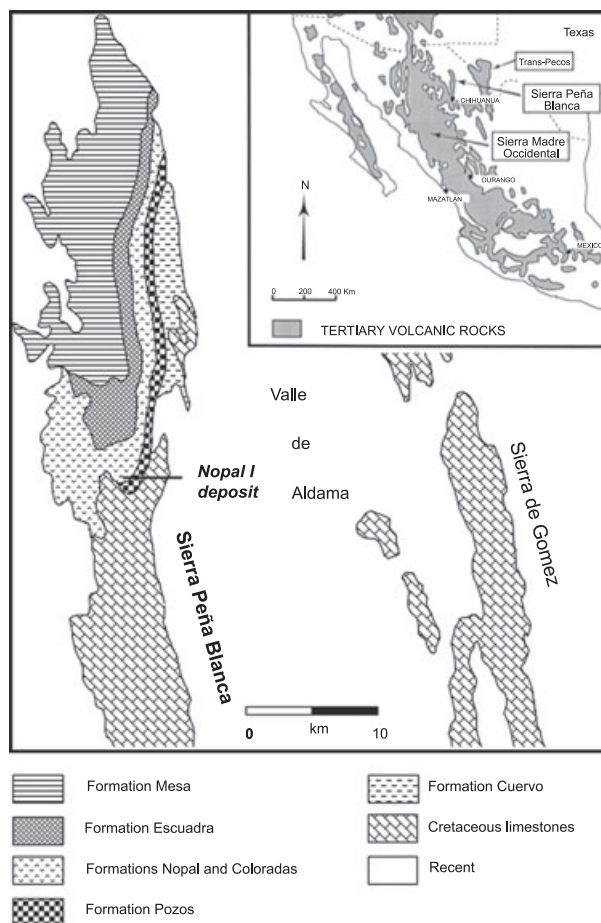 Texas
Trans-Pecos
Sierra Peña
Blanca
CHIHUANUA
Sierra Madre
Occidental
N
OURANGO
MAZATLAN
MEXICO
0 200 400 Km
TERTIARY VOLCANIC ROCKS
Valle
de
Aldama
Nopal I
deposit
Sierra Peña Blanca
Sierra de Gomez
0 km 10
Formation Mesa
Formation Escuadra
Formations Nopal and Coloradas
Formation Pozos
Formation Cuervo
Cretaceous limestones
Recent